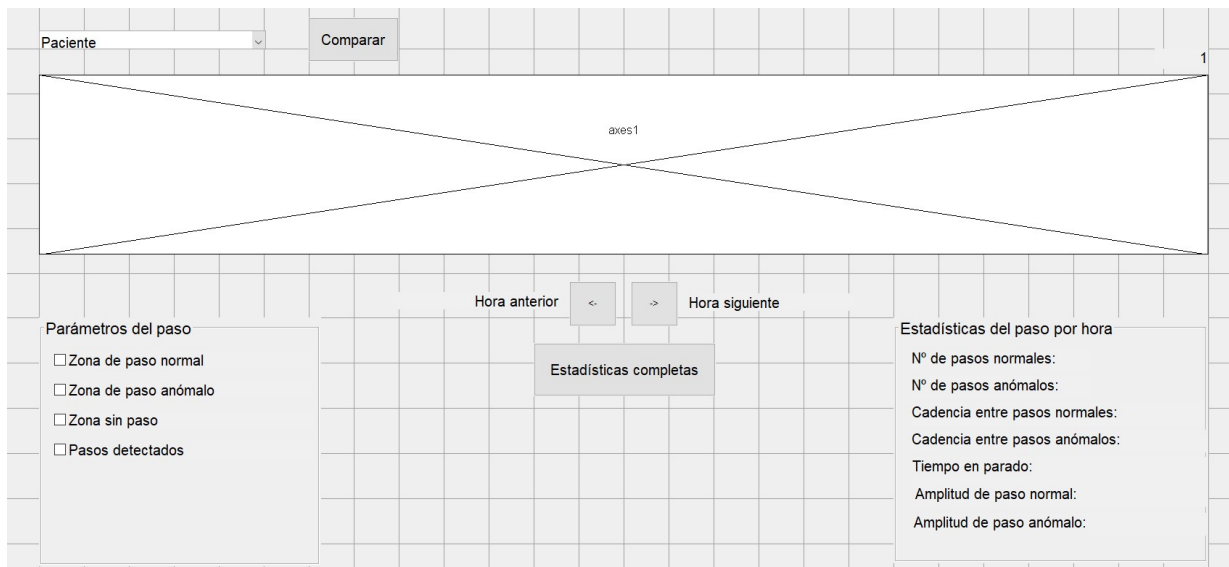 Paciente
Comparar
1
axes1
Hora anterior
<-
->
Hora siguiente
Parámetros del paso
Zona de paso normal
Zona de paso anómalo
Zona sin paso
Pasos detectados
Estadísticas completas
Estadísticas del paso por hora
Nº de pasos normales:
Nº de pasos anómalos:
Cadencia entre pasos normales:
Cadencia entre pasos anómalos:
Tiempo en parado:
Amplitud de paso normal:
Amplitud de paso anómalo: